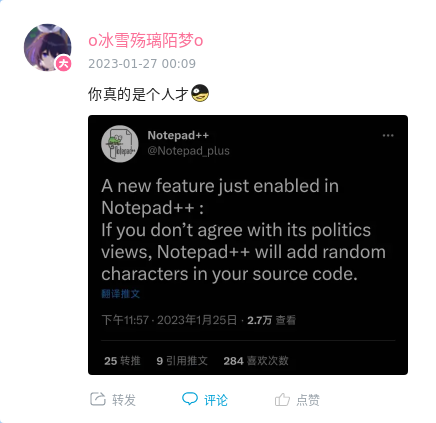 o冰雪殇璃陌梦o
大
2023-01-27 00:09
你真的是个人才
Notepad++
@Notepad_plus
A new feature just enabled in
Notepad++ :
If you don’t agree with its politics
views, Notepad++ will add random
characters in your source code.
翻译推文
下午11:57 · 2023年1月25日 · 2.7万 查看
25 转推 9 引用推文 284 喜欢次数
转发 评论 点赞